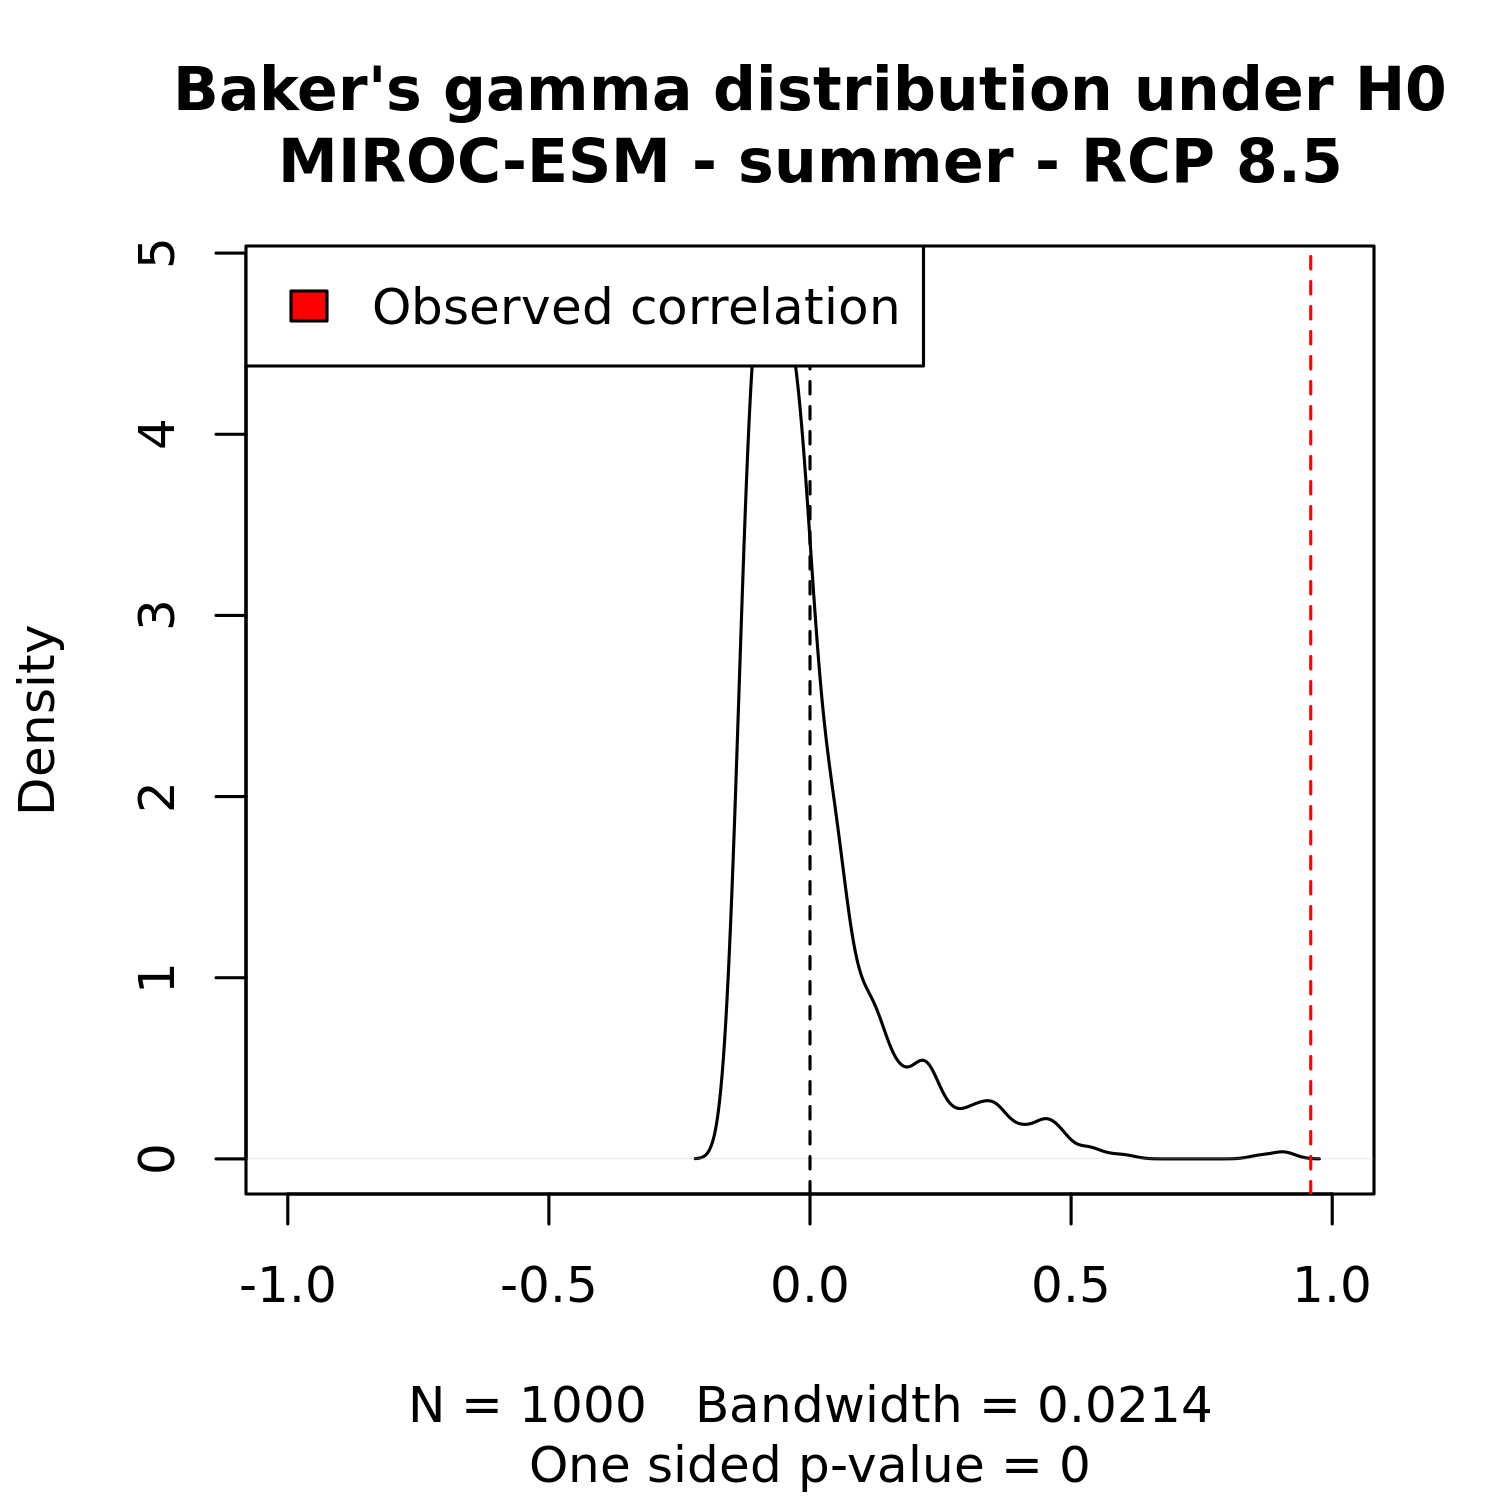 Baker's gamma distribution under H0
MIROC-ESM - summer - RCP 8.5
Observed correlation
Density
5
4
3
2
1
0
-1.0 -0.5 0.0 0.5 1.0
N = 1000 Bandwidth = 0.0214
One sided p-value = 0